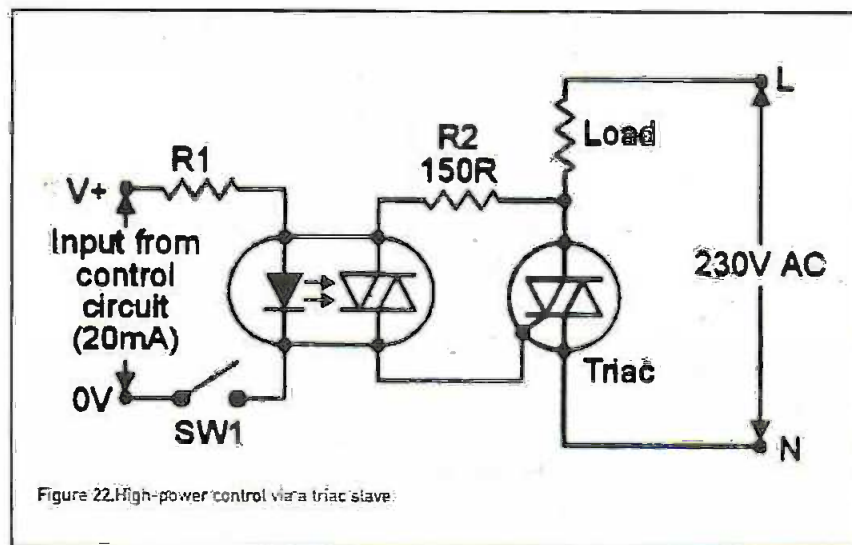 L
R1
R2
150R
Load
V+
Input from
control
circuit
(20mA)
230V AC
0V
SW1
Triac
N
Figure 22.High-power control via a triac slave.